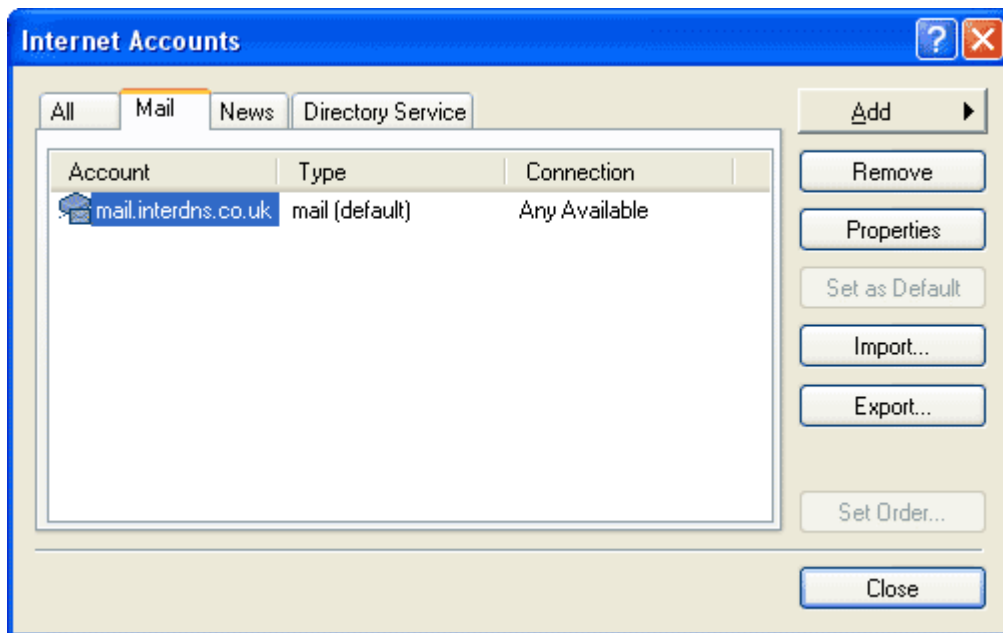 Internet Accounts
?
All Mail News Directory Service
Add
Account Type Connection
Remove
mail.interdns.co.uk mail (default) Any Available
Properties
Set as Default
Import...
Export...
Set Order...
Close